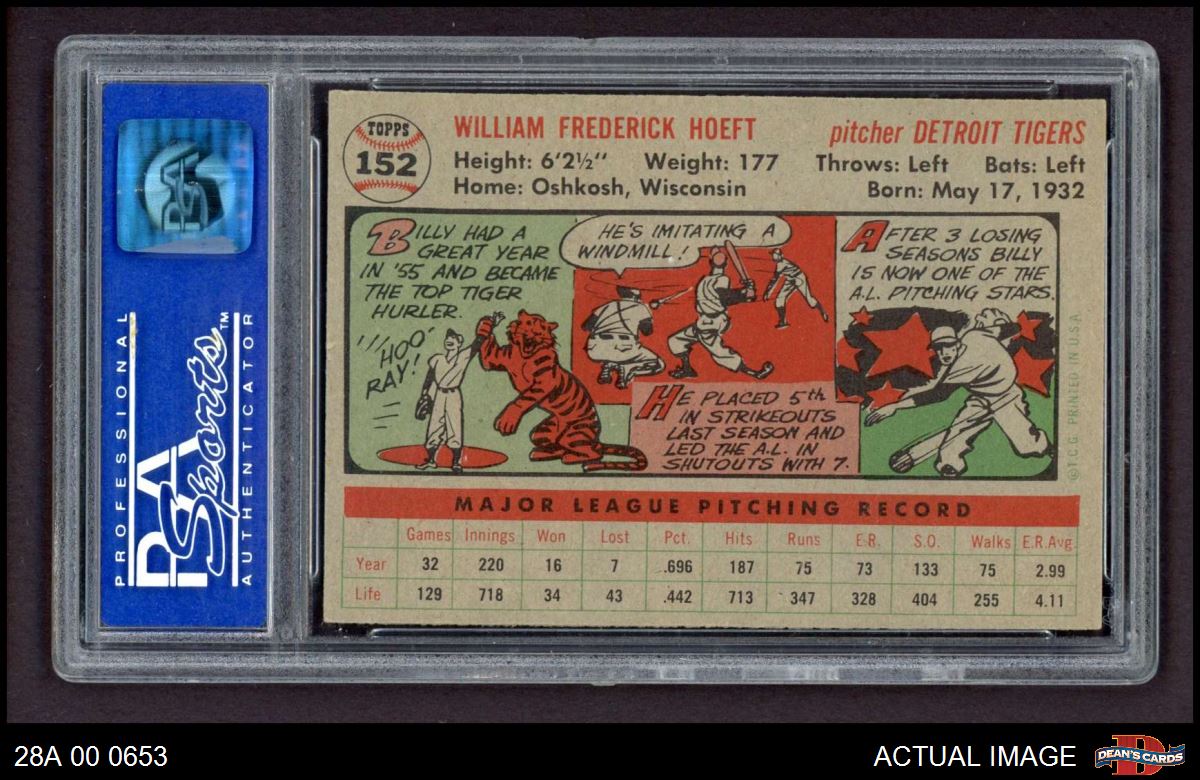 PSA
PROFESSIONAL
PSA Sports™
AUTHENTICATOR
TOPPS
152
WILLIAM FREDERICK HOEFT
pitcher DETROIT TIGERS
Height: 6'2½" Weight: 177 Throws: Left Bats: Left
Home: Oshkosh, Wisconsin Born: May 17, 1932
BILLY HAD A
GREAT YEAR
IN '55 AND BECAME
THE TOP TIGER
HURLER.
HOO
RAY!
HE'S IMITATING A
WINDMILL!
HE PLACED 5th
IN STRIKEOUTS
LAST SEASON AND
LED THE A.L. IN
SHUTOUTS WITH 7.
AFTER 3 LOSING
SEASONS BILLY
IS NOW ONE OF THE
A.L. PITCHING STARS.
©T.C.G. PRINTED IN U.S.A.
MAJOR LEAGUE PITCHING RECORD
Games Innings Won Lost Pct. Hits Runs E.R. S.O. Walks E.R.Avg.
Year 32 220 16 7 .696 187 75 73 133 75 2.99
Life 129 718 34 43 .442 713 347 328 404 255 4.11
28A 00 0653
ACTUAL IMAGE
DEAN'S CARDS